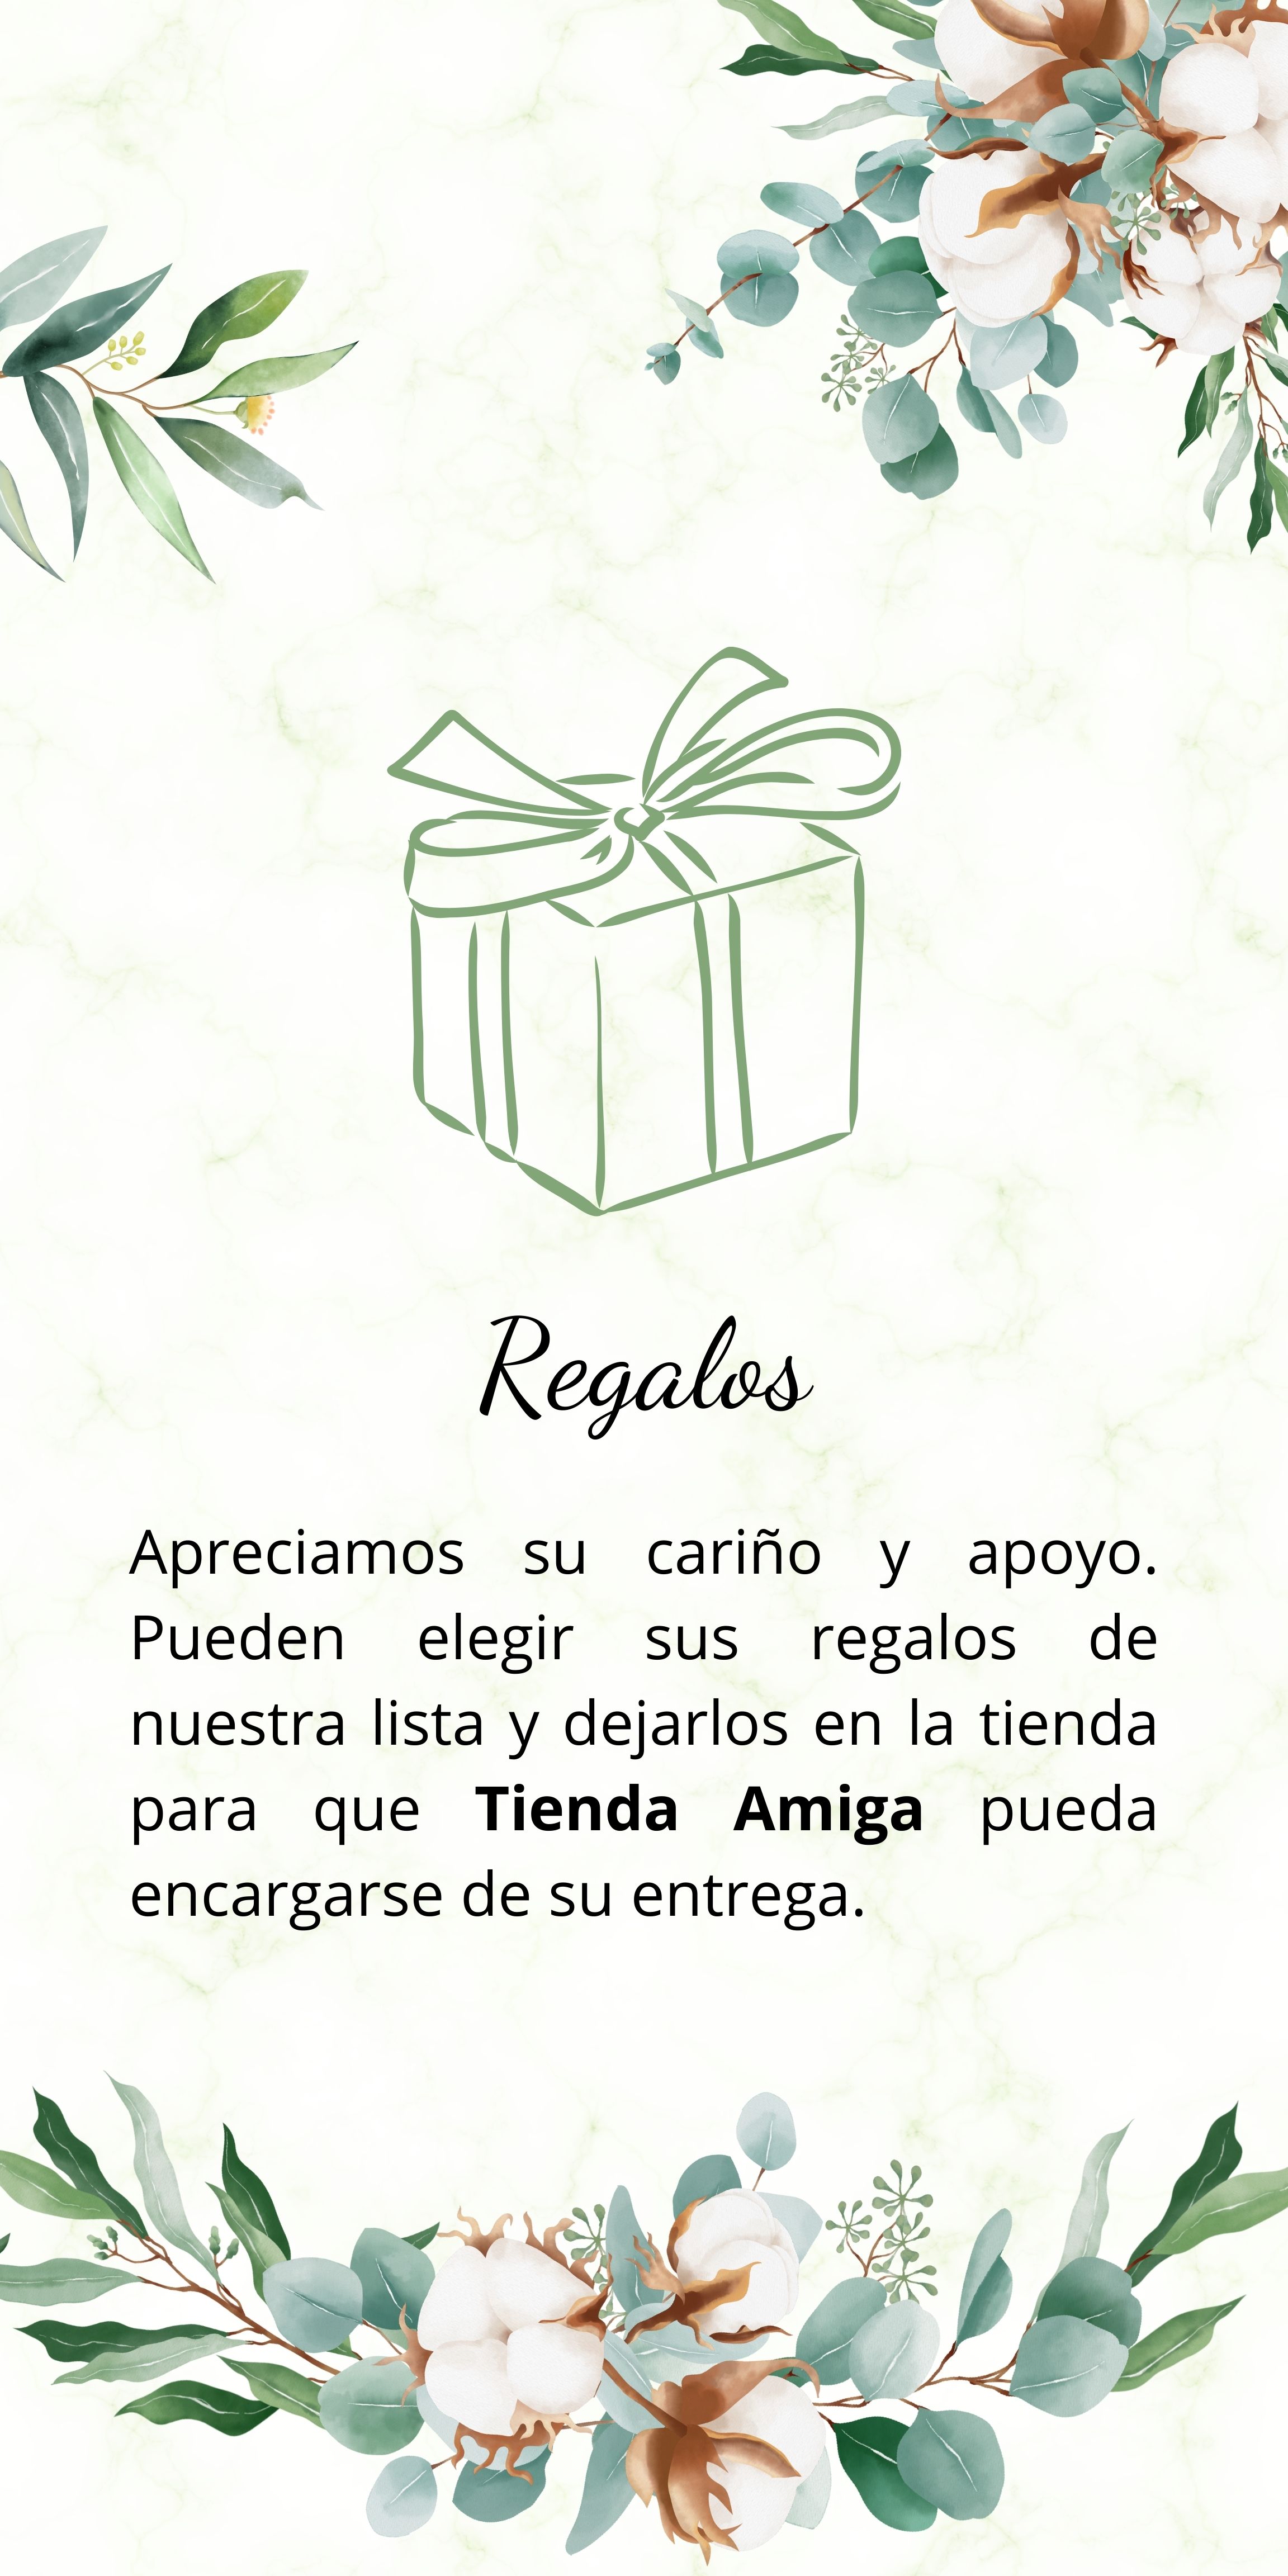 Regalos
Apreciamos su cariño y apoyo.
Pueden elegir sus regalos de
nuestra lista y dejarlos en la tienda
para que Tienda Amiga pueda
encargarse de su entrega.